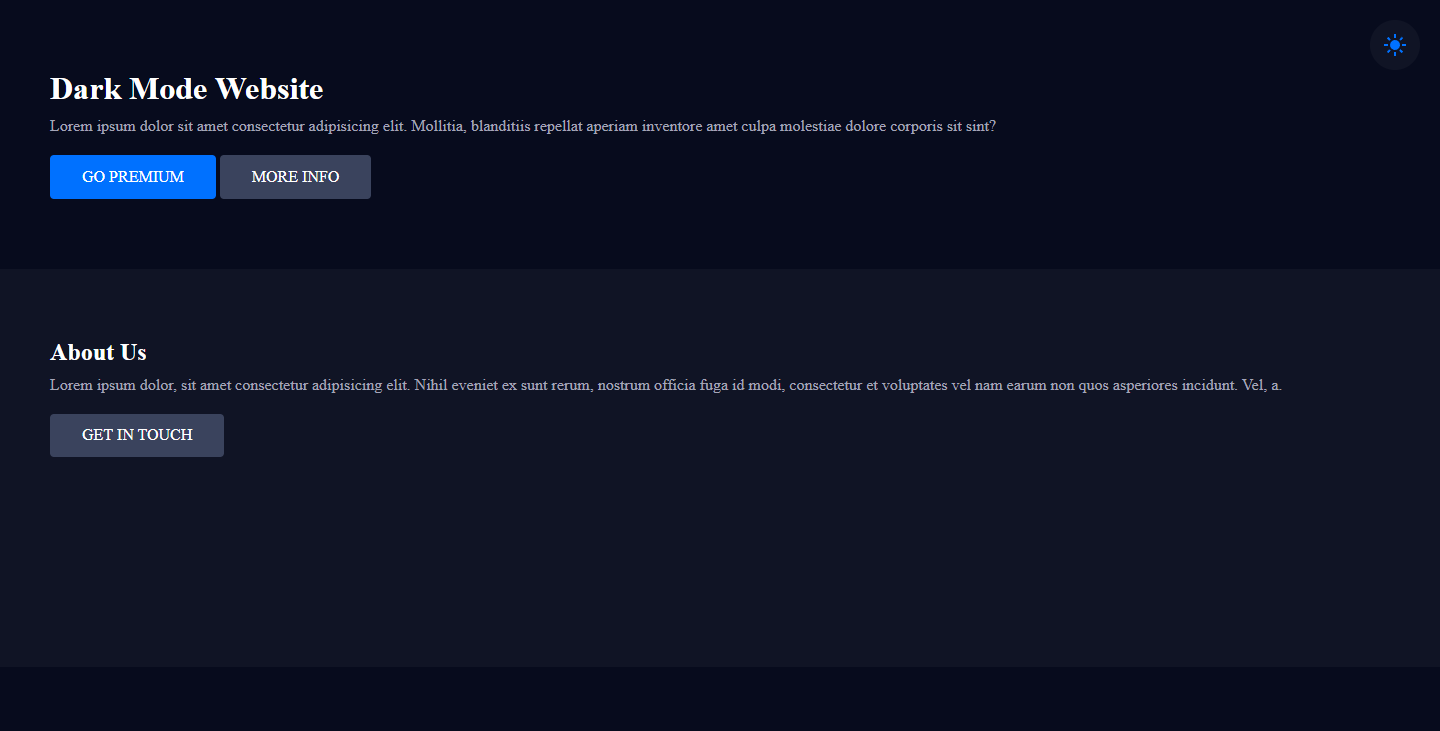 Dark Mode Website
Lorem ipsum dolor sit amet consectetur adipisicing elit. Mollitia, blanditiis repellat aperiam inventore amet culpa molestiae dolore corporis sit sint?
GO PREMIUM MORE INFO
About Us
Lorem ipsum dolor, sit amet consectetur adipisicing elit. Nihil eveniet ex sunt rerum, nostrum officia fuga id modi, consectetur et voluptates vel nam earum non quos asperiores incidunt. Vel, a.
GET IN TOUCH